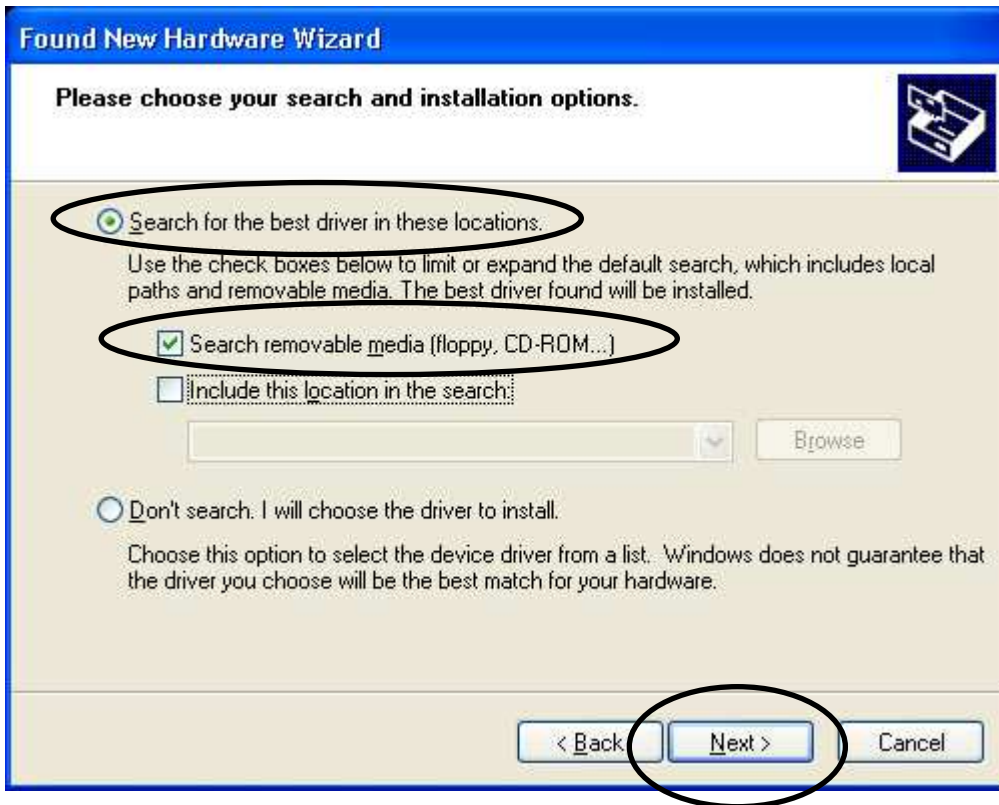 Found New Hardware Wizard
Please choose your search and installation options.
Search for the best driver in these locations.
Use the check boxes below to limit or expand the default search, which includes local
paths and removable media. The best driver found will be installed.
Search removable media (floppy, CD-ROM...)
Include this location in the search:
Browse
Don't search. I will choose the driver to install.
Choose this option to select the device driver from a list. Windows does not guarantee that
the driver you choose will be the best match for your hardware.
< Back Next > Cancel